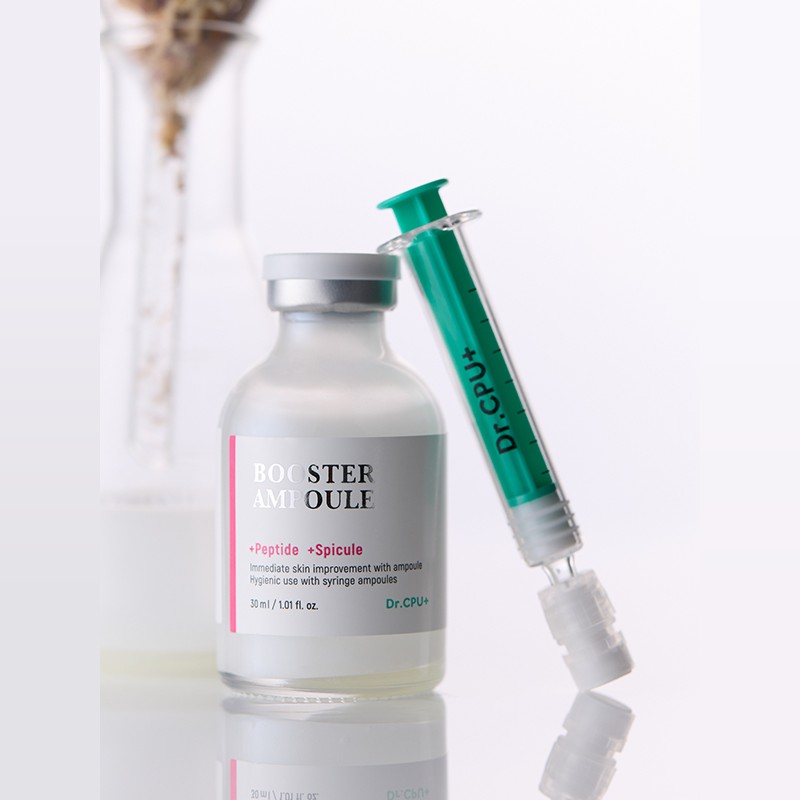 BOOSTER
AMPOULE
+Peptide +Spicule
Immediate skin improvement with ampoule
Hygienic use with syringe ampoules
30 ml / 1.01 fl. oz.
Dr.CPU+
Dr.CPU+